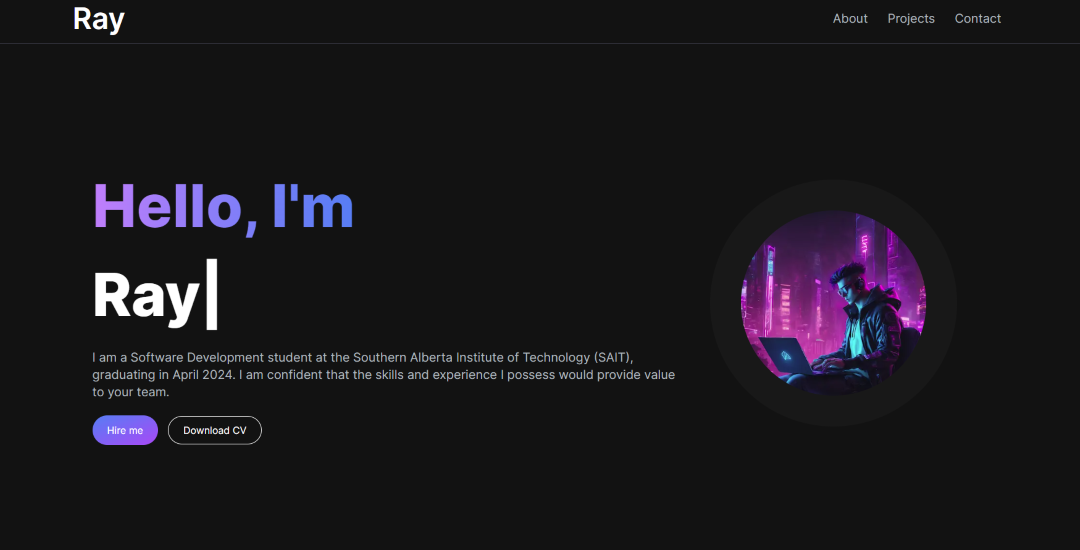 Ray
About Projects Contact
Hello, I'm
Ray|
I am a Software Development student at the Southern Alberta Institute of Technology (SAIT),
graduating in April 2024. I am confident that the skills and experience I possess would provide value
to your team.
Hire me Download CV